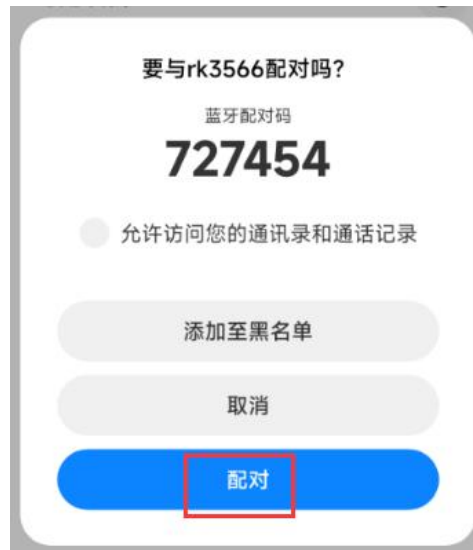 要与rk3566配对吗?
蓝牙配对码
727454
允许访问您的通讯录和通话记录
添加至黑名单
取消
配对